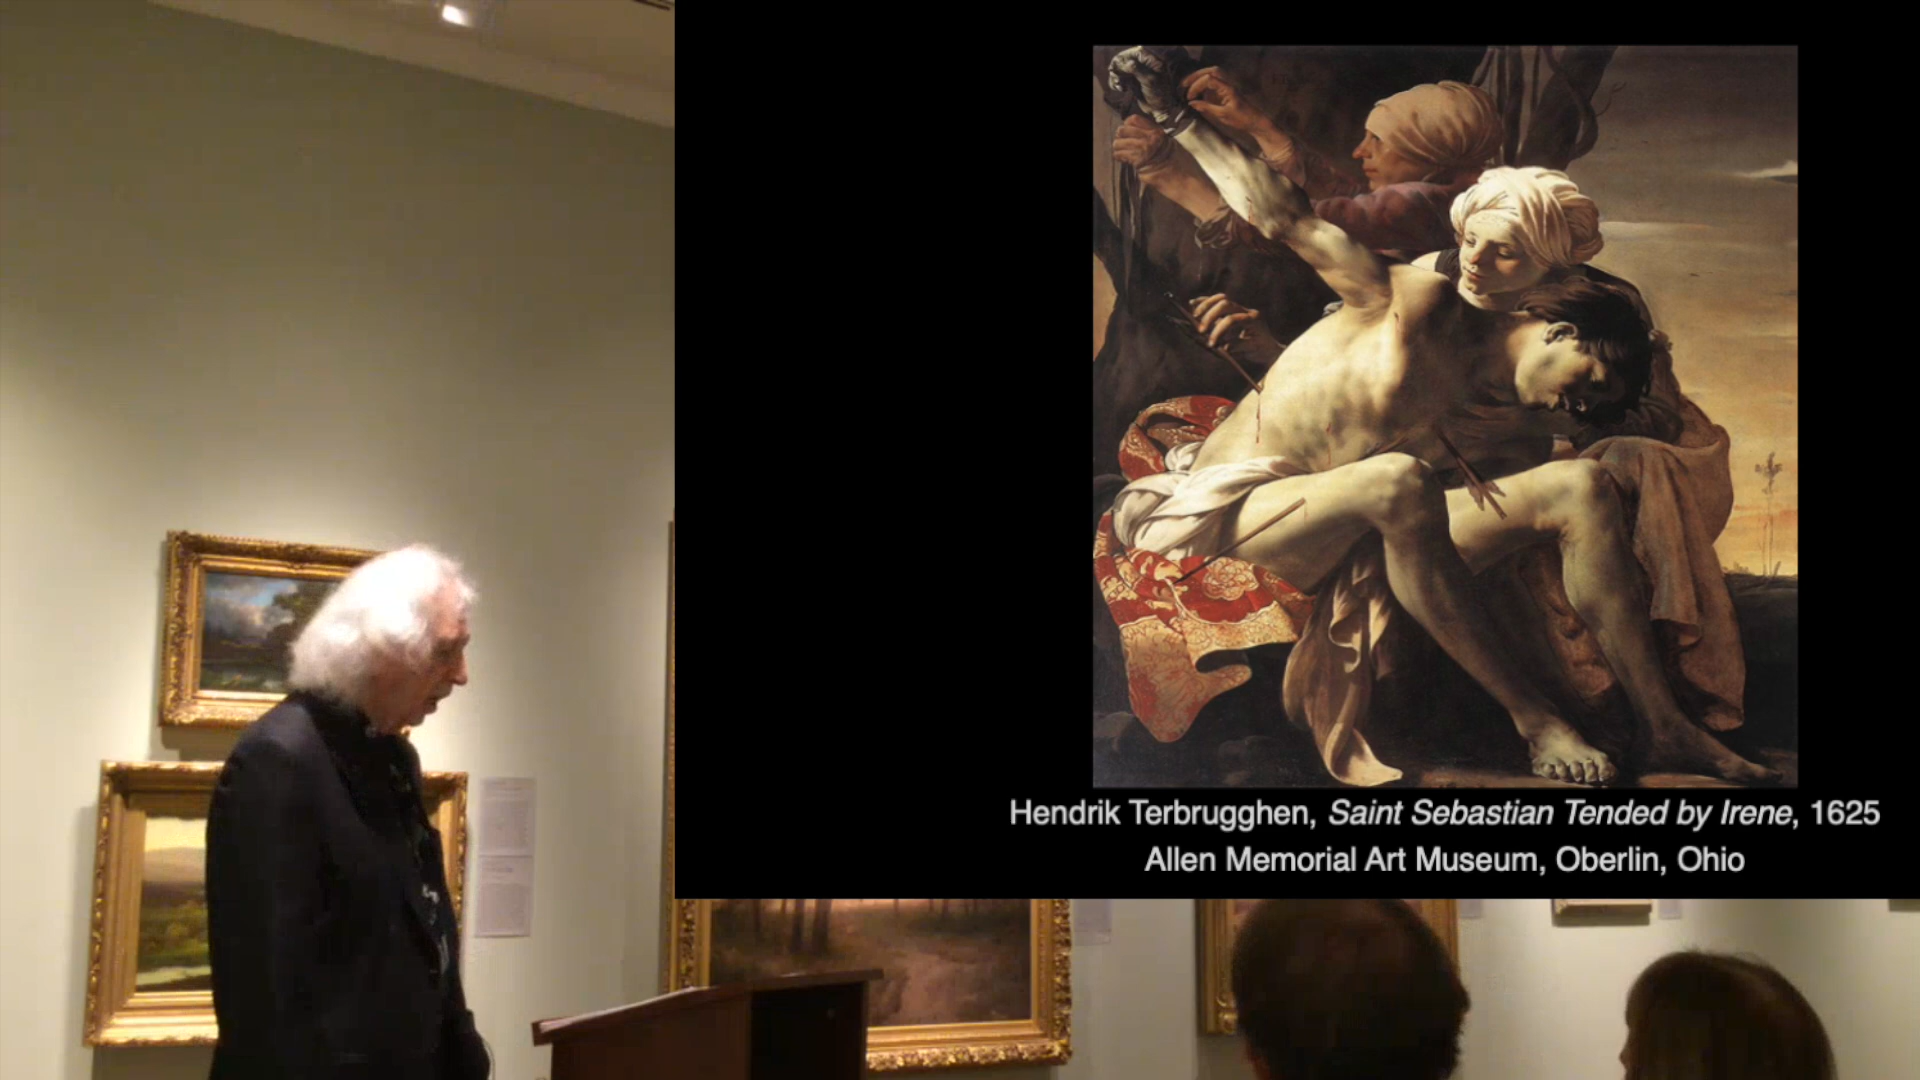 Hendrik Terbrugghen, Saint Sebastian Tended by Irene, 1625
Allen Memorial Art Museum, Oberlin, Ohio